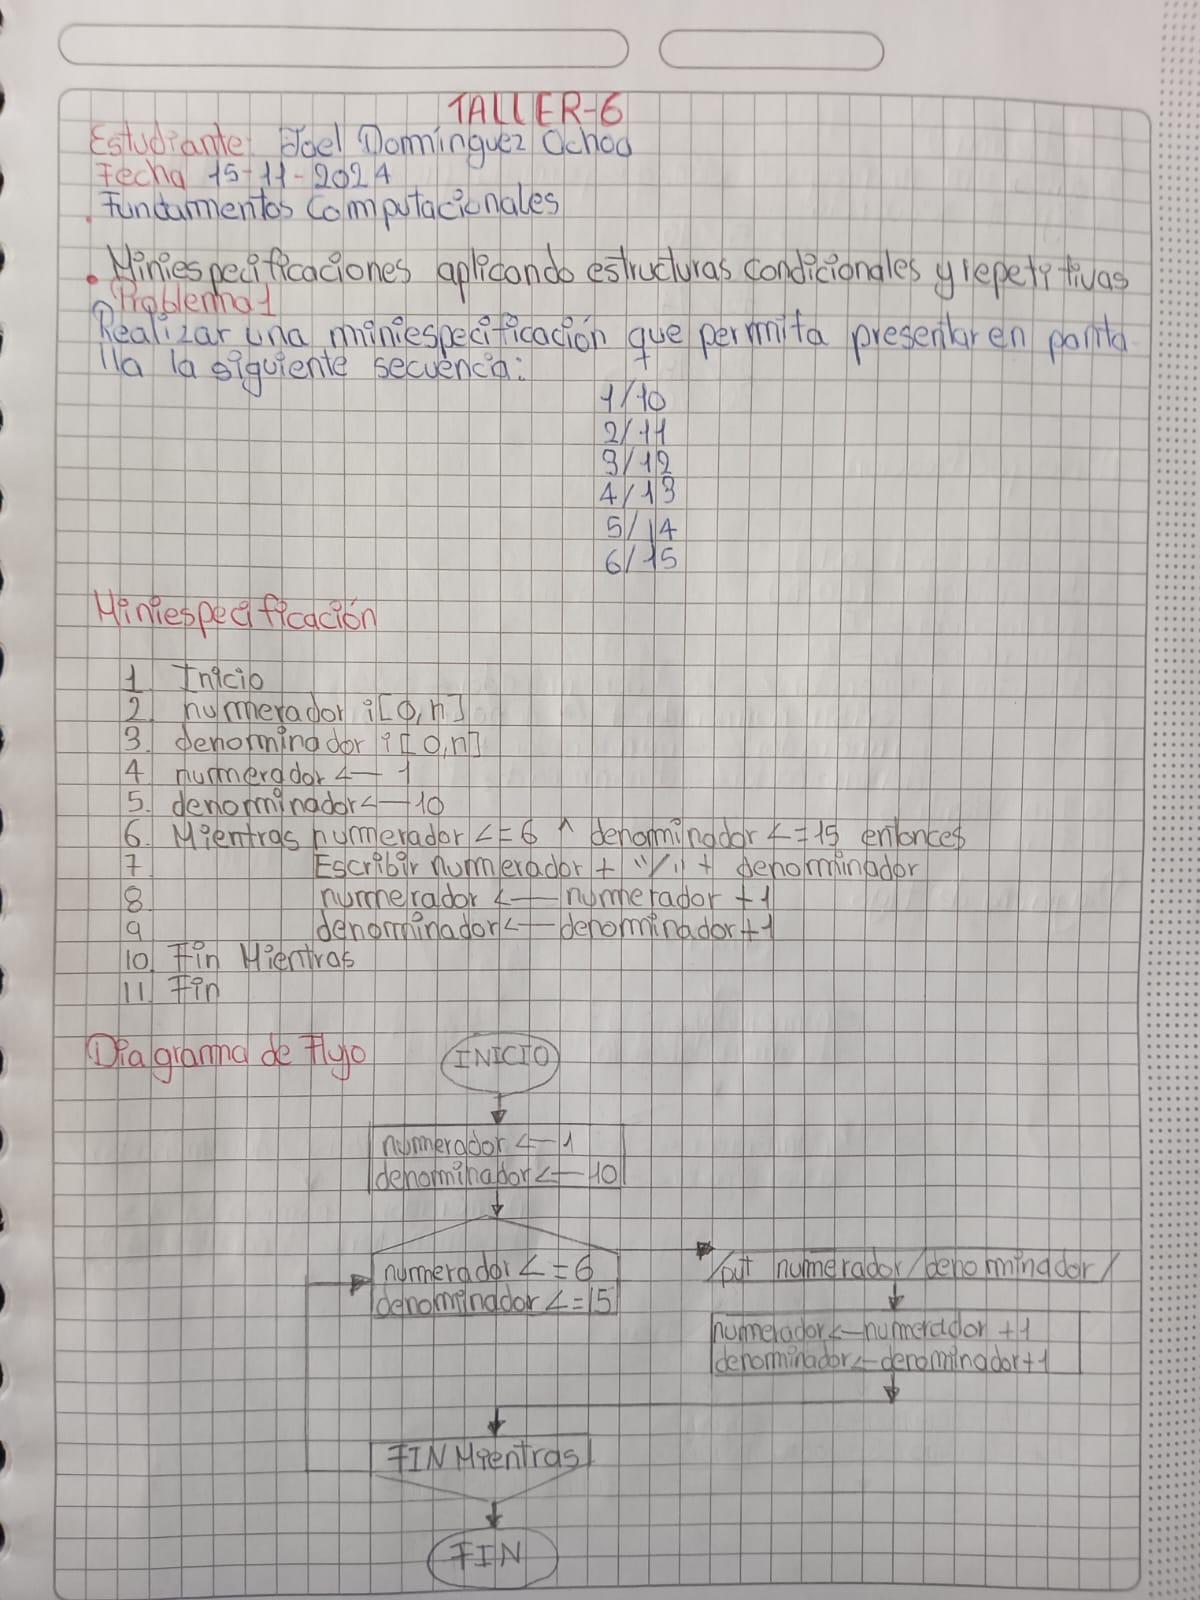 TALLER-6
Estudiante: Joel Domínguez Ochoa
Fecha 15-11-2024
Fundamentos Computacionales
• Miniespecificaciones aplicando estructuras condicionales y repetitivas
Problema 1
Realizar una miniespecificación que permita presentar en panta
lla la siguiente secuencia:
1/10
2/11
3/12
4/13
5/14
6/15
Miniespecificación
1 Inicio
2. numerador i[0,n]
3. denominador i[0,n]
4 numerador <— 1
5. denominador <— 10
6. Mientras numerador <= 6 ^ denominador <= 15 entonces
7 Escribir numerador + "/" + denominador
8 numerador <— numerador + 1
9 denominador <— denominador + 1
10. Fin Mientras
11. Fin
Diagrama de Flujo
INICIO
numerador <— 1
denominador <— 10
numerador <= 6
denominador <= 15
/put numerador/denominador/
numerador <— numerador + 1
denominador <— denominador + 1
FIN Mientras
FIN